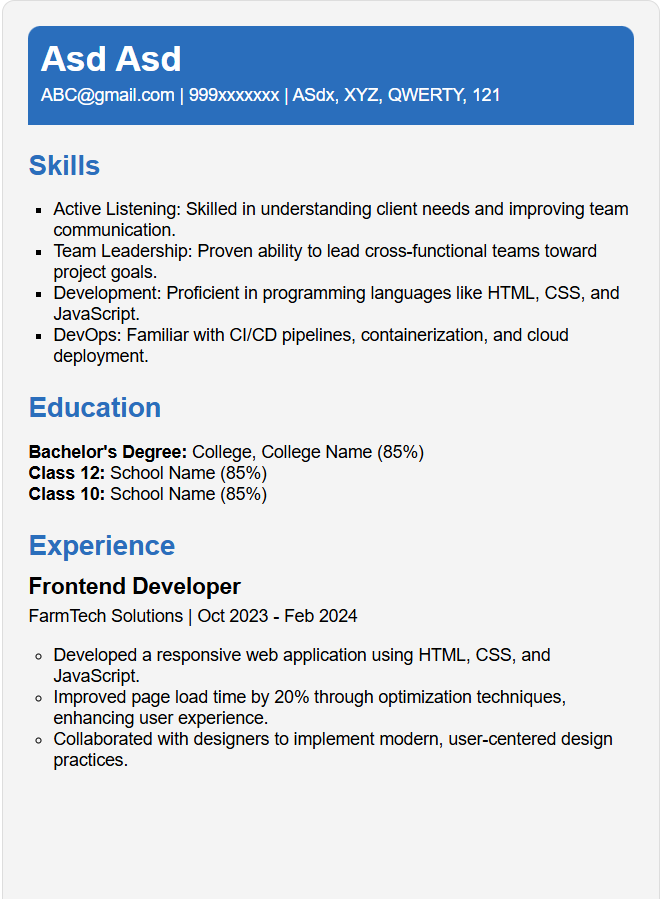 Asd Asd
ABC@gmail.com | 999xxxxxxx | ASdx, XYZ, QWERTY, 121
Skills
Active Listening: Skilled in understanding client needs and improving team
communication.
Team Leadership: Proven ability to lead cross-functional teams toward
project goals.
Development: Proficient in programming languages like HTML, CSS, and
JavaScript.
DevOps: Familiar with CI/CD pipelines, containerization, and cloud
deployment.
Education
Bachelor's Degree: College, College Name (85%)
Class 12: School Name (85%)
Class 10: School Name (85%)
Experience
Frontend Developer
FarmTech Solutions | Oct 2023 - Feb 2024
Developed a responsive web application using HTML, CSS, and
JavaScript.
Improved page load time by 20% through optimization techniques,
enhancing user experience.
Collaborated with designers to implement modern, user-centered design
practices.